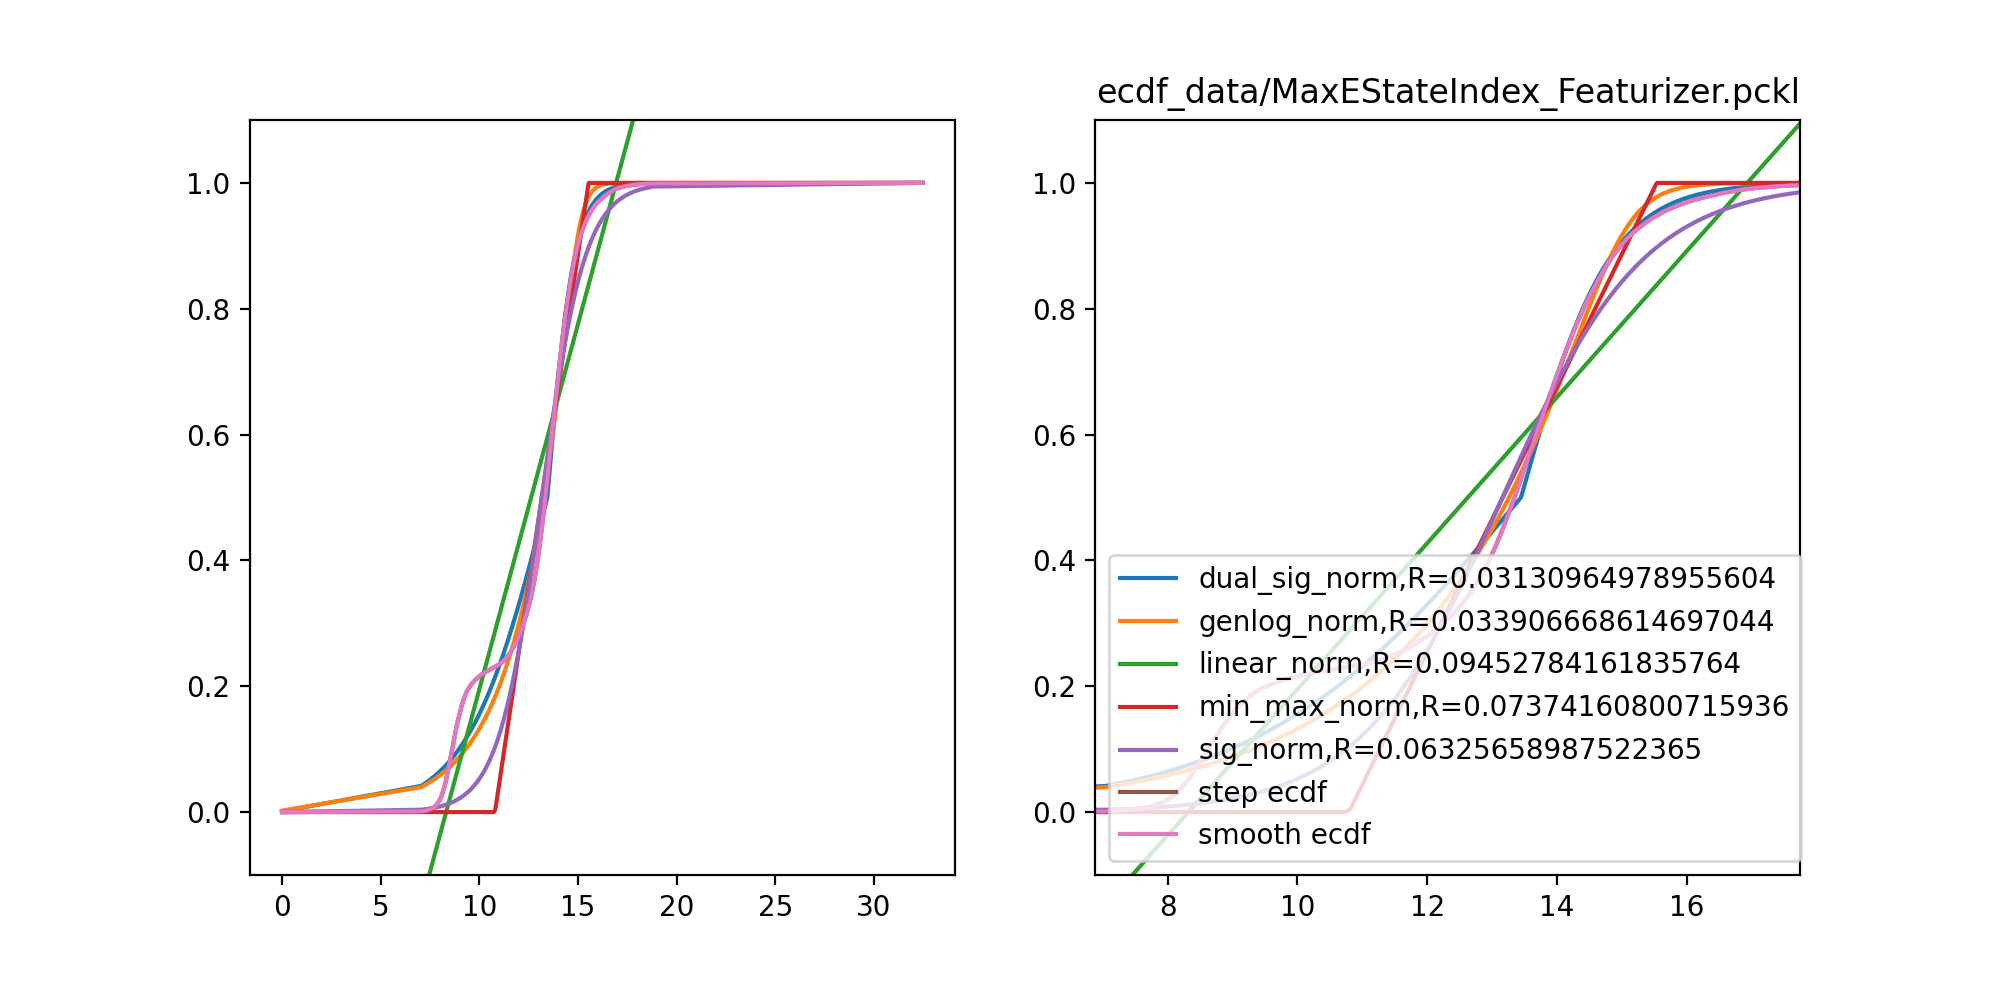 ecdf_data/MaxEStateIndex_Featurizer.pckl
1.0
0.8
0.6
0.4
0.2
0.0
0 5 10 15 20 25 30
1.0
0.8
0.6
0.4
0.2
0.0
8 10 12 14 16
dual_sig_norm,R=0.03130964978955604
genlog_norm,R=0.033906668614697044
linear_norm,R=0.09452784161835764
min_max_norm,R=0.07374160800715936
sig_norm,R=0.06325658987522365
step ecdf
smooth ecdf